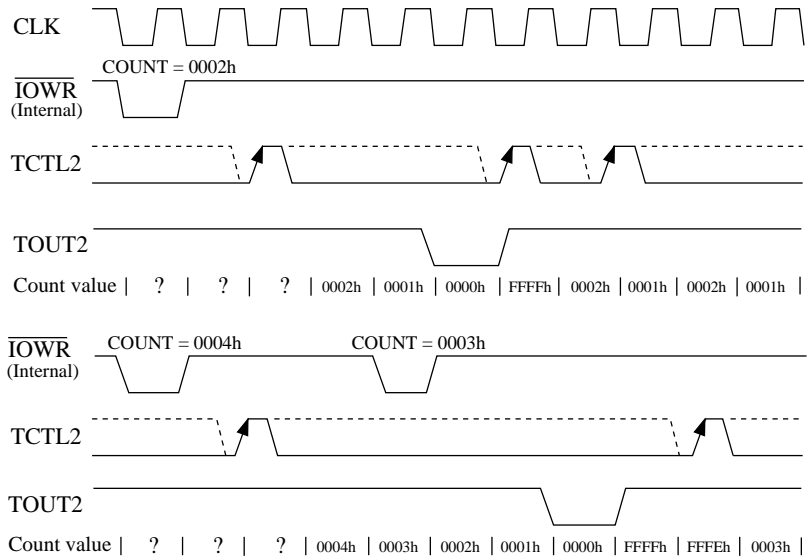 CLK
COUNT = 0002h
IOWR
(Internal)
TCTL2
TOUT2
Count value | ? | ? | ? | 0002h | 0001h | 0000h | FFFFh | 0002h | 0001h | 0002h | 0001h |
IOWR
COUNT = 0004h COUNT = 0003h
(Internal)
TCTL2
TOUT2
Count value | ? | ? | ? | 0004h | 0003h | 0002h | 0001h | 0000h | FFFFh | FFFEh | 0003h |